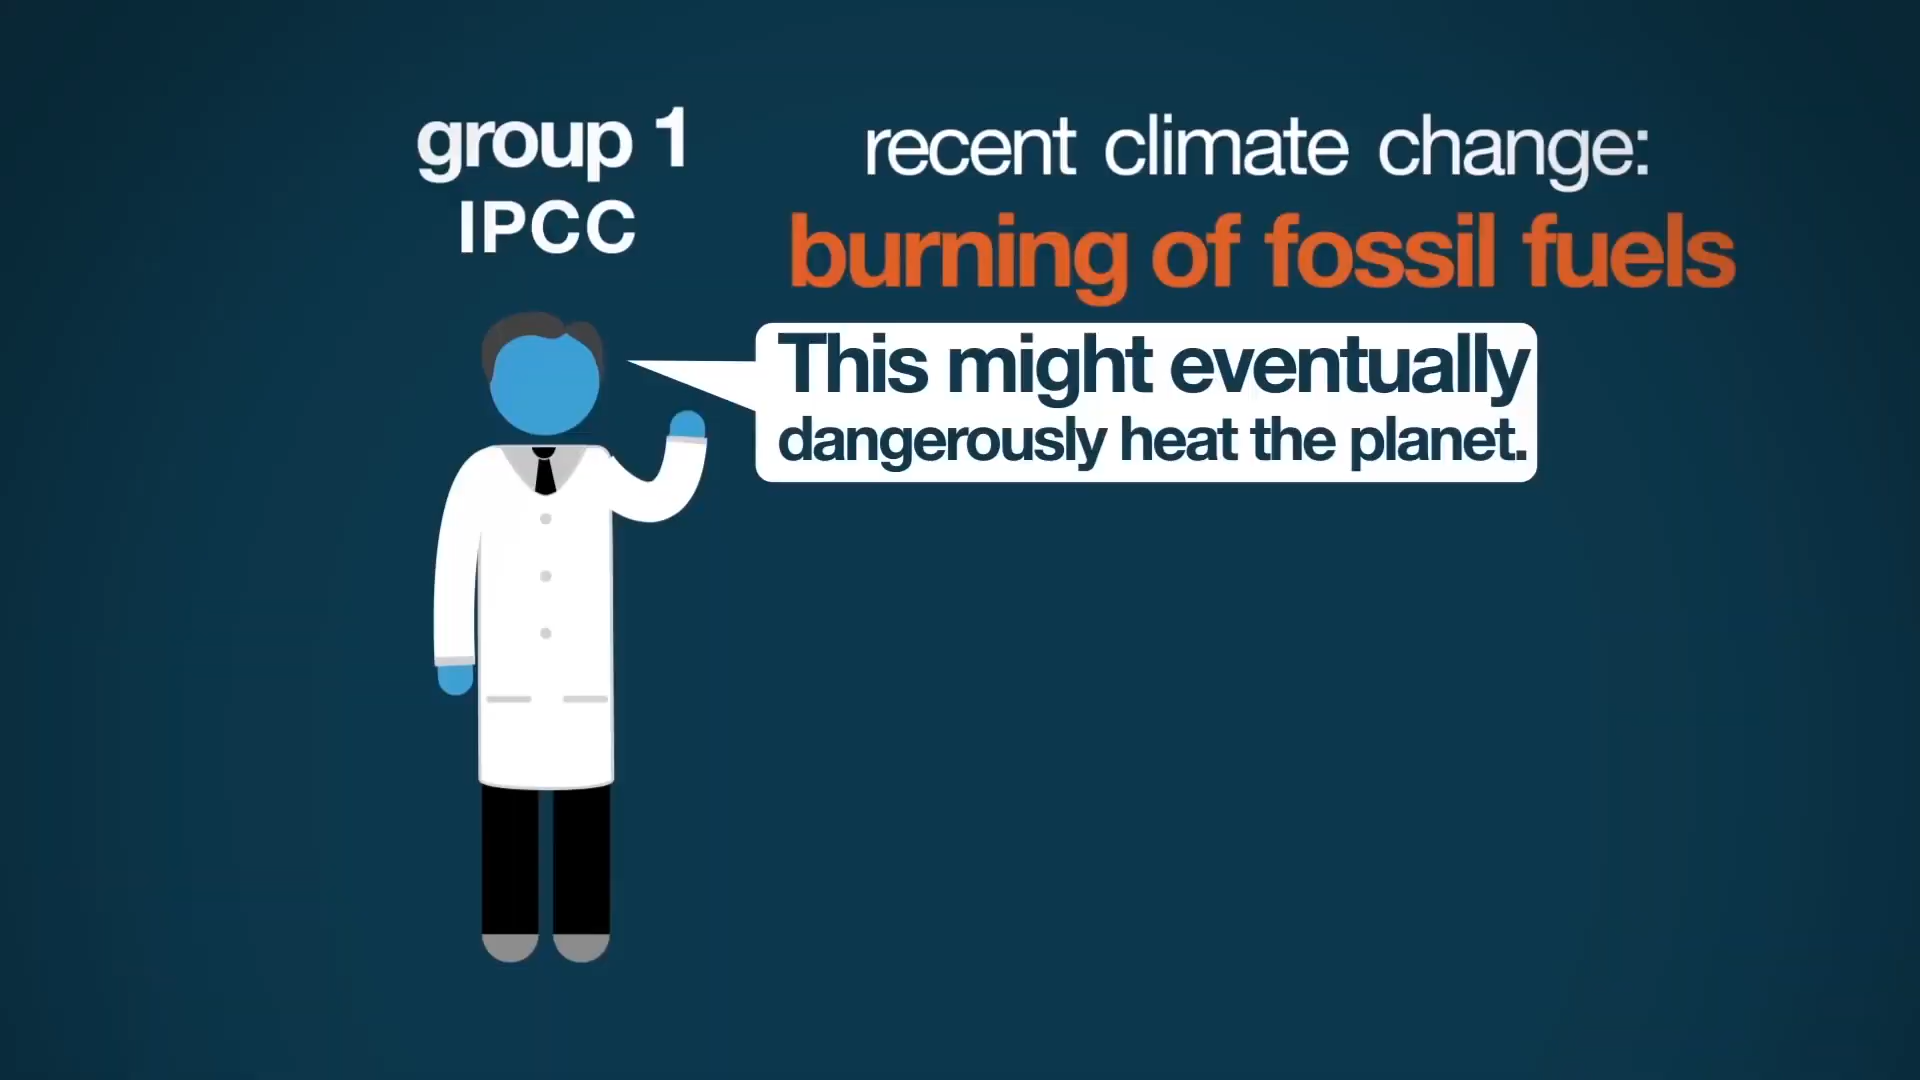 group 1
IPCC
recent climate change:
burning of fossil fuels
This might eventually
dangerously heat the planet.